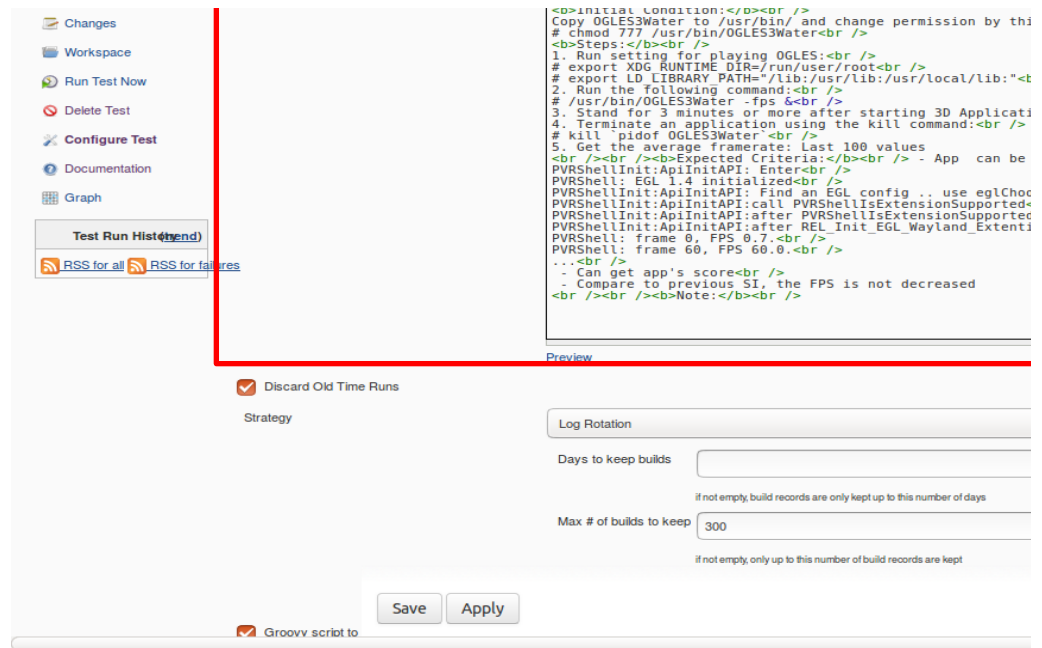 Changes
Workspace
Run Test Now
Delete Test
Configure Test
Documentation
Graph
Test Run History
(trend)
RSS for all RSS for failures
<b>Initial Condition:</b><br />
Copy OGLES3Water to /usr/bin/ and change permission by thi
# chmod 777 /usr/bin/OGLES3Water<br />
<b>Steps:</b><br />
1. Run setting for playing OGLES:<br />
# export XDG_RUNTIME_DIR=/run/user/root<br />
# export LD_LIBRARY_PATH="/lib:/usr/lib:/usr/local/lib:"<b
2. Run the following command:<br />
# /usr/bin/OGLES3Water -fps &<br />
3. Stand for 3 minutes or more after starting 3D Applicati
4. Terminate an application using the kill command:<br />
# kill `pidof OGLES3Water`<br />
5. Get the average framerate: Last 100 values
<br /><br /><b>Expected Criteria:</b><br /> - App  can be
PVRShellInit:ApiInitAPI: Enter<br />
PVRShell: EGL 1.4 initialized<br />
PVRShellInit:ApiInitAPI: Find an EGL config .. use eglChoo
PVRShellInit:ApiInitAPI:call PVRShellIsExtensionSupported<
PVRShellInit:ApiInitAPI:after PVRShellIsExtensionSupported
PVRShellInit:ApiInitAPI:after REL_Init_EGL_Wayland_Extenti
PVRShell: frame 0, FPS 0.7.<br />
PVRShell: frame 60, FPS 60.0.<br />
...<br />
- Can get app's score<br />
- Compare to previous SI, the FPS is not decreased
<br /><br /><b>Note:</b><br />
Preview
Discard Old Time Runs
Strategy
Log Rotation
Days to keep builds
if not empty, build records are only kept up to this number of days
Max # of builds to keep
300
if not empty, only up to this number of build records are kept
Save
Apply
Groovy script to